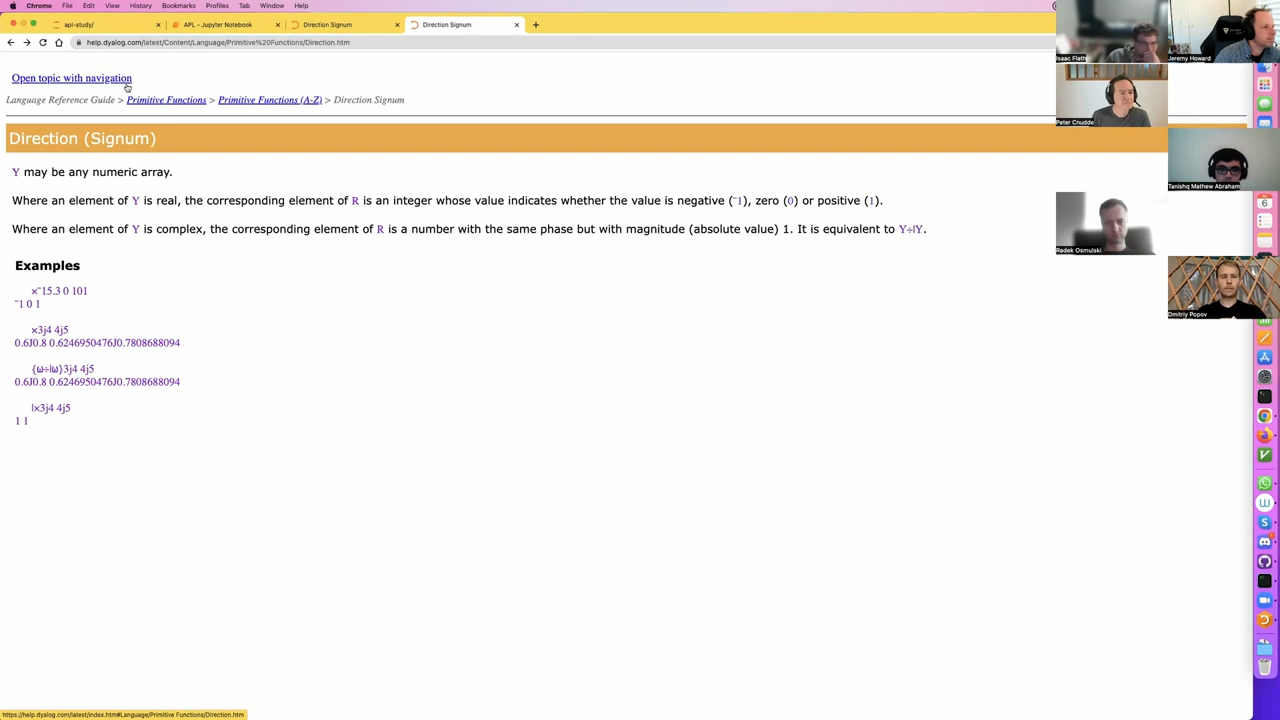 Chrome File Edit View History Bookmarks Profiles Tab Window Help
apl-study/ APL - Jupyter Notebook Direction Signum Direction Signum
help.dyalog.com/latest/Content/Language/Primitive%20Functions/Direction.htm
Open topic with navigation
Language Reference Guide > Primitive Functions > Primitive Functions (A-Z) > Direction Signum
Direction (Signum)
Y may be any numeric array.
Where an element of Y is real, the corresponding element of R is an integer whose value indicates whether the value is negative (¯1), zero (0) or positive (1).
Where an element of Y is complex, the corresponding element of R is a number with the same phase but with magnitude (absolute value) 1. It is equivalent to Y÷|Y.
Examples
×¯15.3 0 101
¯1 0 1
×3j4 4j5
0.6J0.8 0.6246950476J0.7808688094
{⍵÷|⍵}3j4 4j5
0.6J0.8 0.6246950476J0.7808688094
|×3j4 4j5
1 1
Isaac Flath
Jeremy Howard
Peter Cnudde
Tanishq Mathew Abraham
Radek Osmulski
Dmitriy Popov
6
https://help.dyalog.com/latest/index.htm#Language/Primitive Functions/Direction.htm